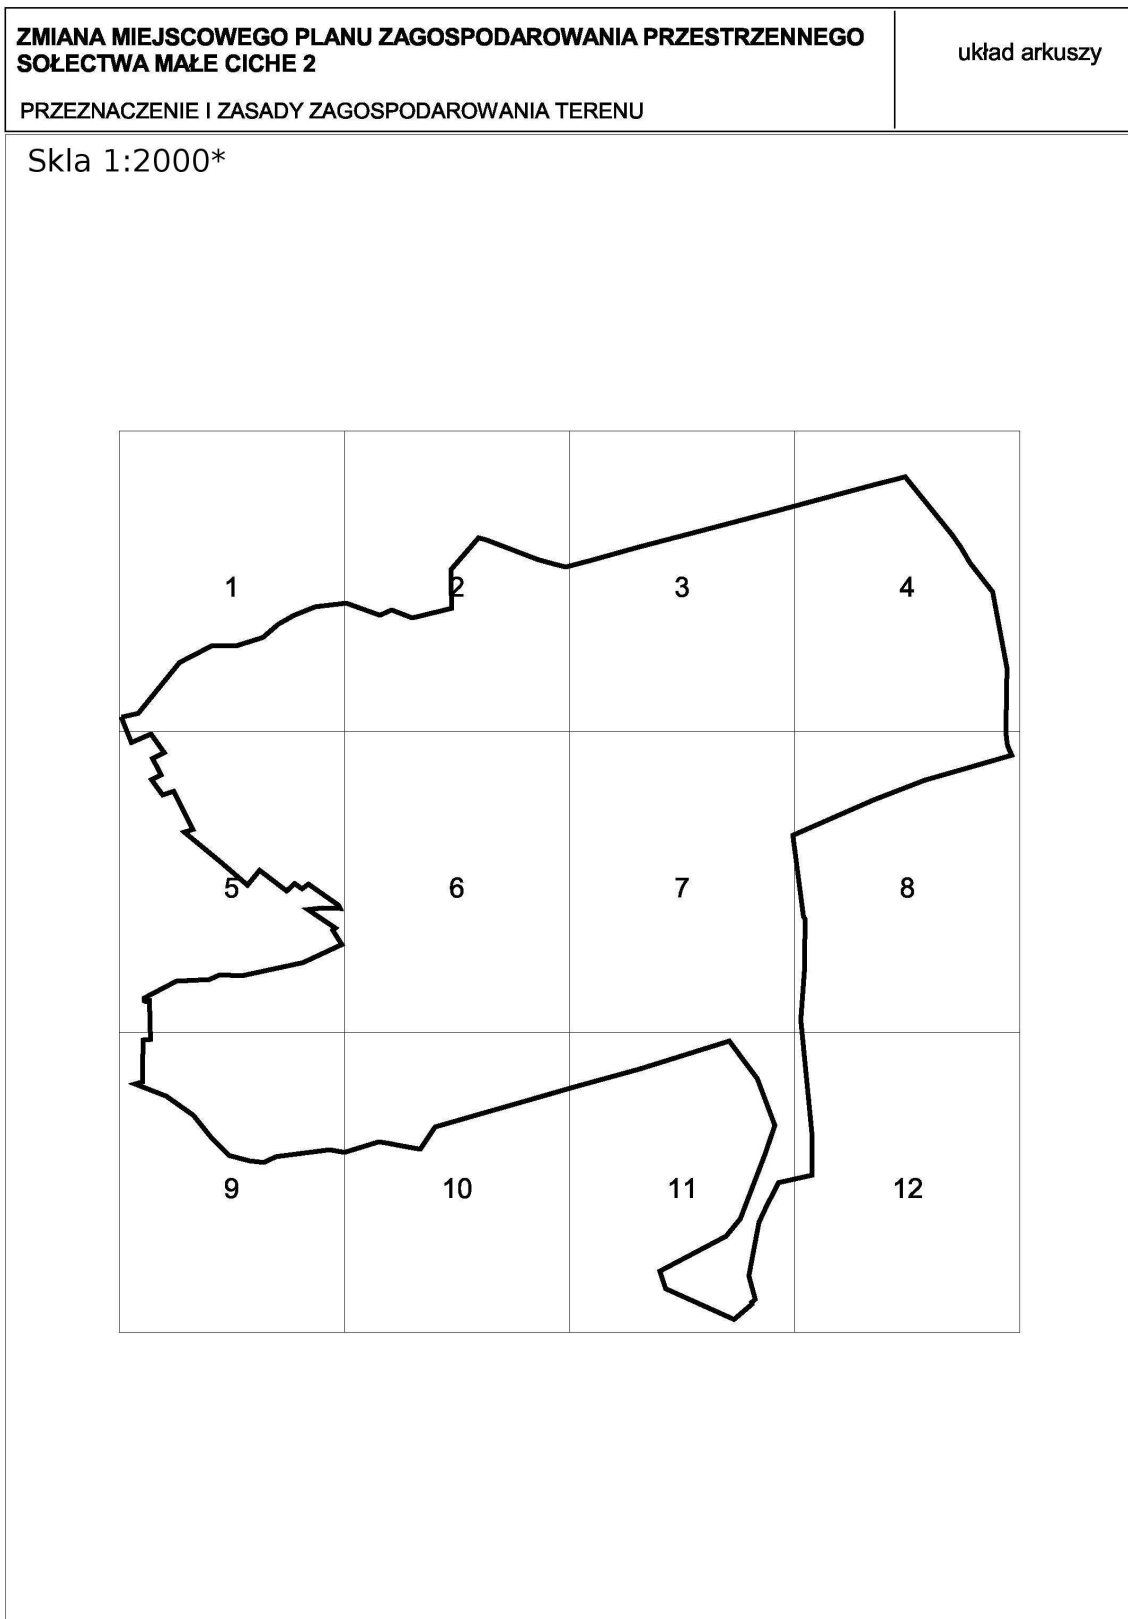 ZMIANA MIEJSCOWEGO PLANU ZAGOSPODAROWANIA PRZESTRZENNEGO
SOŁECTWA MAŁE CICHE 2
PRZEZNACZENIE I ZASADY ZAGOSPODAROWANIA TERENU
układ arkuszy
Skla 1:2000*
1 2 3 4
5 6 7 8
9 10 11 12